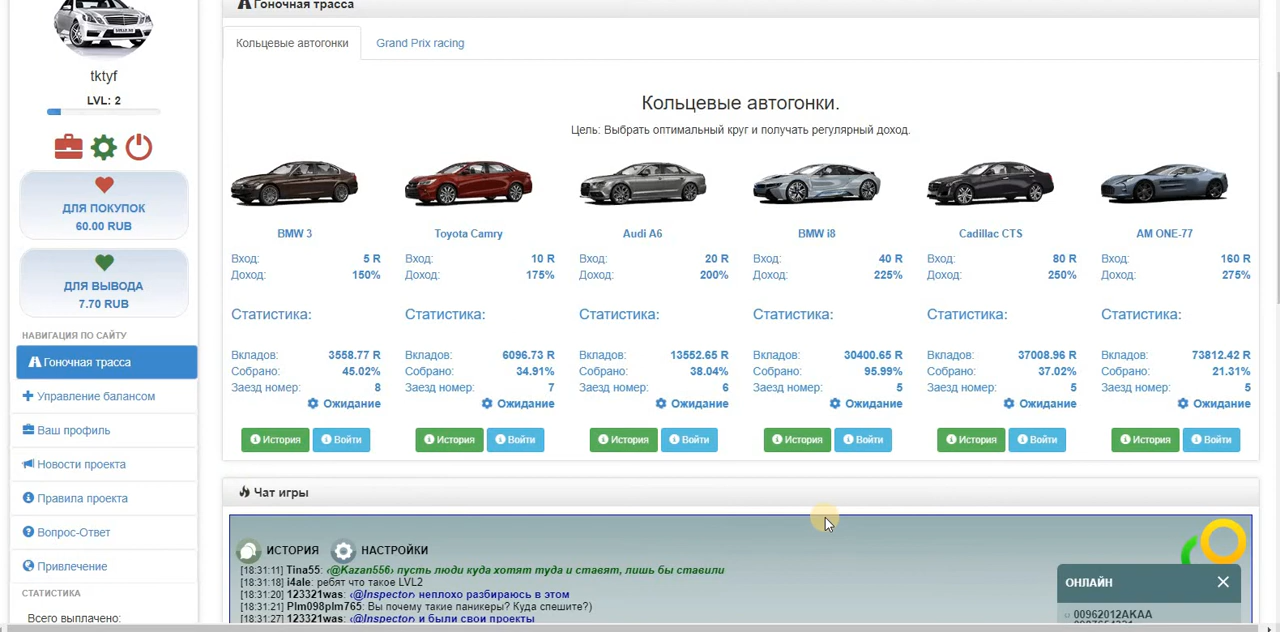 Гоночная трасса
Кольцевые автогонки
Grand Prix racing
tktyf
LVL: 2
ДЛЯ ПОКУПОК
60.00 RUB
ДЛЯ ВЫВОДА
7.70 RUB
НАВИГАЦИЯ ПО САЙТУ
Гоночная трасса
Управление балансом
Ваш профиль
Новости проекта
Правила проекта
Вопрос-Ответ
Привлечение
СТАТИСТИКА
Всего выплачено:
Кольцевые автогонки.
Цель: Выбрать оптимальный круг и получать регулярный доход.
BMW 3
Вход: 5 R
Доход: 150%
Статистика:
Вкладов: 3558.77 R
Собрано: 45.02%
Заезд номер: 8
Ожидание
История Войти
Toyota Camry
Вход: 10 R
Доход: 175%
Статистика:
Вкладов: 6096.73 R
Собрано: 34.91%
Заезд номер: 7
Ожидание
История Войти
Audi A6
Вход: 20 R
Доход: 200%
Статистика:
Вкладов: 13552.65 R
Собрано: 38.04%
Заезд номер: 6
Ожидание
История Войти
BMW i8
Вход: 40 R
Доход: 225%
Статистика:
Вкладов: 30400.65 R
Собрано: 95.99%
Заезд номер: 5
Ожидание
История Войти
Cadillac CTS
Вход: 80 R
Доход: 250%
Статистика:
Вкладов: 37008.96 R
Собрано: 37.02%
Заезд номер: 5
Ожидание
История Войти
AM ONE-77
Вход: 160 R
Доход: 275%
Статистика:
Вкладов: 73812.42 R
Собрано: 21.31%
Заезд номер: 5
Ожидание
История Войти
Чат игры
ИСТОРИЯ НАСТРОЙКИ
[18:31:11] Tina55: ‹@Kazan556› пусть люди куда хотят туда и ставят, лишь бы ставили
[18:31:18] i4ale: ребят что такое LVL2
[18:31:20] 123321was: ‹@Inspector› неплохо разбираюсь в этом
[18:31:21] Plm098plm765: Вы почему такие паникеры? Куда спешите?)
[18:31:27] 123321was: ‹@Inspector› и были свои проекты
ОНЛАЙН
00962012AKAA